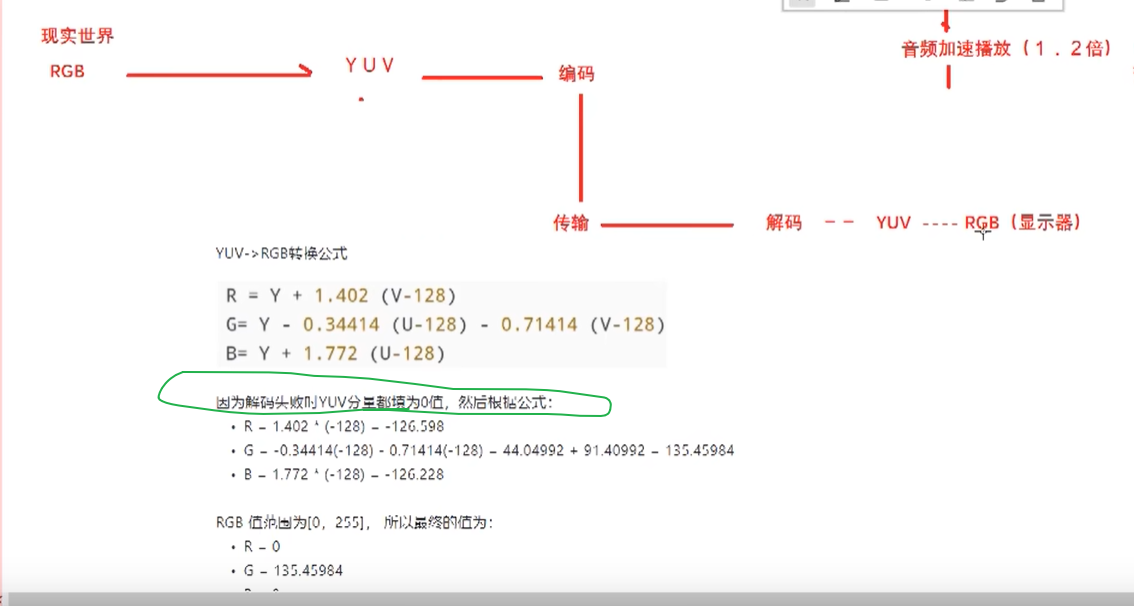 现实世界
RGB
Y U V
编码
音频加速播放（1．2倍）
传输
解码 -- YUV ---- RGB（显示器）
YUV->RGB转换公式
R = Y + 1.402 (V-128)
G= Y - 0.34414 (U-128) - 0.71414 (V-128)
B= Y + 1.772 (U-128)
因为解码失败时YUV分量都填为0值，然后根据公式：
• R = 1.402 * (-128) = -126.598
• G = -0.34414(-128) - 0.71414(-128) = 44.04992 + 91.40992 = 135.45984
• B = 1.772 * (-128) = -126.228
RGB 值范围为[0，255]， 所以最终的值为：
• R = 0
• G = 135.45984